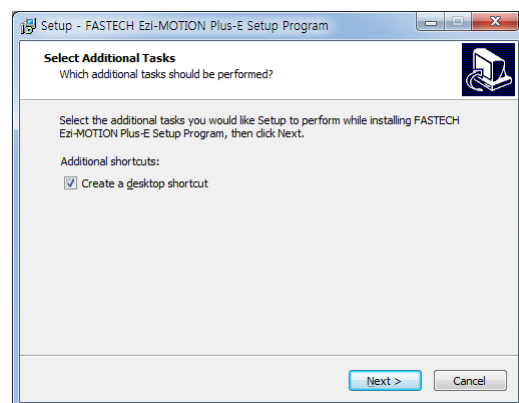 Setup - FASTECH Ezi-MOTION Plus-E Setup Program
Select Additional Tasks
Which additional tasks should be performed?
Select the additional tasks you would like Setup to perform while installing FASTECH
Ezi-MOTION Plus-E Setup Program, then click Next.
Additional shortcuts:
Create a desktop shortcut
Next >
Cancel